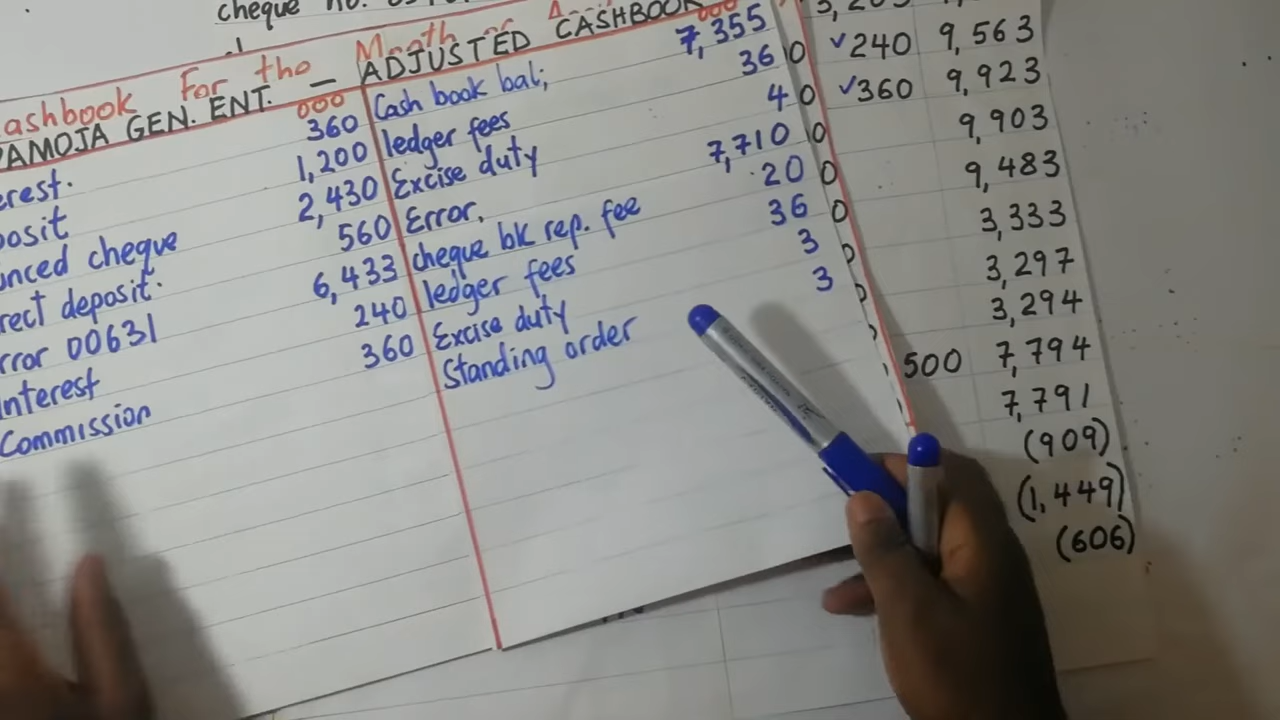 cheque no.
ashbook For the Month
AMOJA GEN. ENT. — ADJUSTED CASHBOOK
000
000
erest. 360
posit 1,200
unced cheque 2,430
rect deposit. 560
rror 00631 6,433
Interest 240
Commission 360
Cash book bal; 7,355
ledger fees 36
Excise duty 4
Error. 7,710
cheque bk rep. fee 20
ledger fees 36
Excise duty 3
Standing order 3
✓240 9,563
✓360 9,923
9,903
9,483
3,333
3,297
3,294
500 7,794
7,791
(909)
(1,449)
(606)